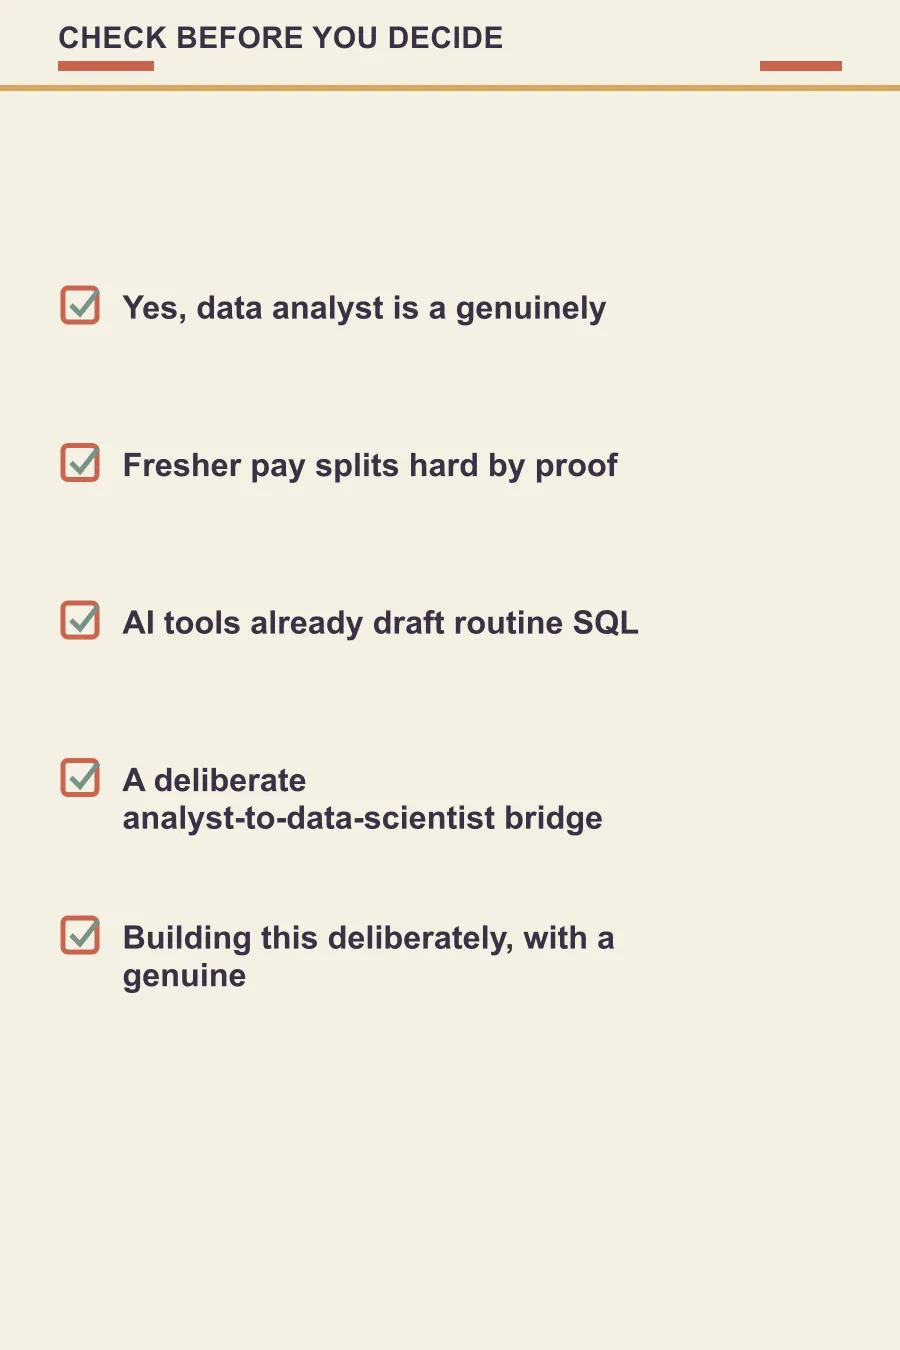 CHECK BEFORE YOU DECIDE
Yes, data analyst is a genuinely
Fresher pay splits hard by proof
AI tools already draft routine SQL
A deliberate
analyst-to-data-scientist bridge
Building this deliberately, with a
genuine